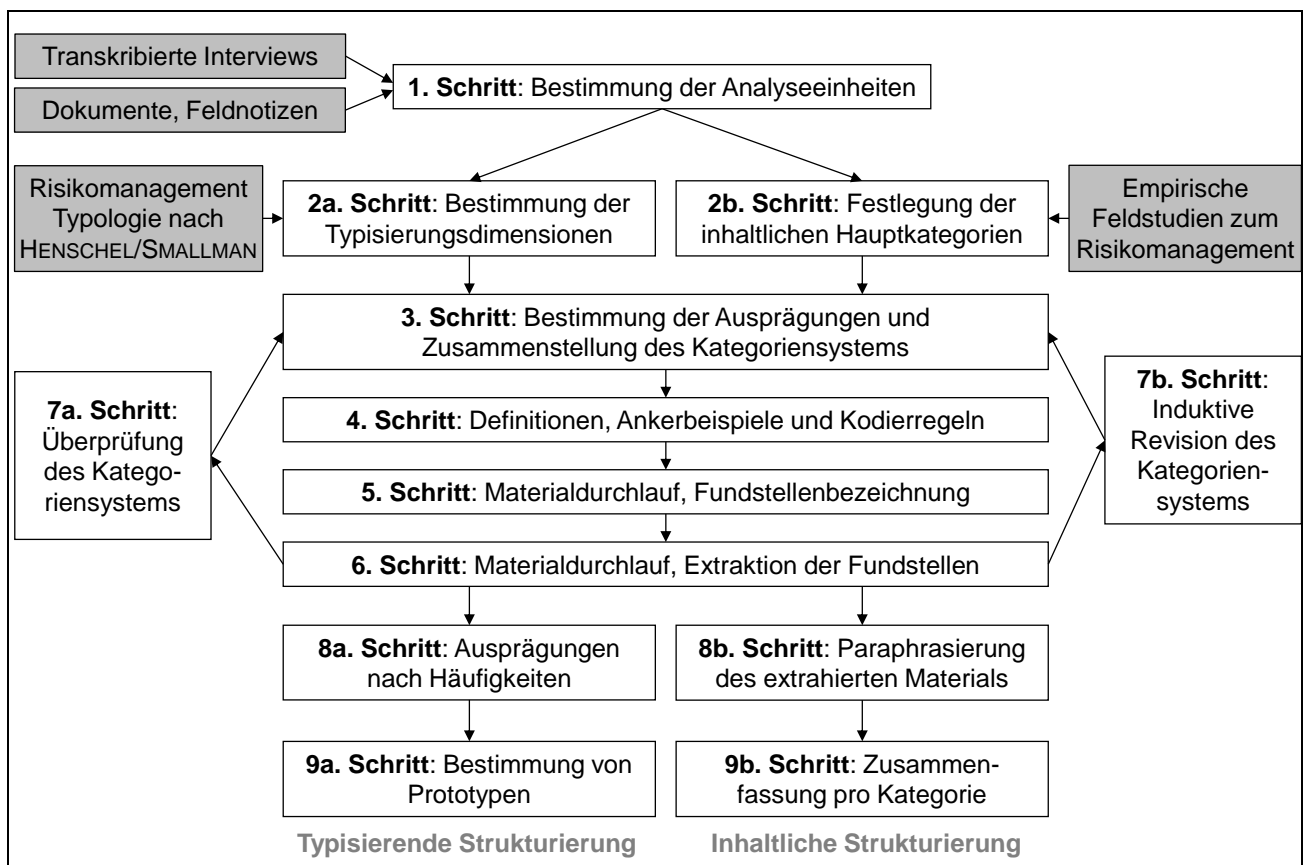 Transkribierte Interviews
Dokumente, Feldnotizen
1. Schritt: Bestimmung der Analyseeinheiten
Risikomanagement
Typologie nach
HENSCHEL/SMALLMAN
2a. Schritt: Bestimmung der
Typisierungsdimensionen
2b. Schritt: Festlegung der
inhaltlichen Hauptkategorien
Empirische
Feldstudien zum
Risikomanagement
3. Schritt: Bestimmung der Ausprägungen und
Zusammenstellung des Kategoriensystems
7a. Schritt:
Überprüfung
des Katego-
riensystems
4. Schritt: Definitionen, Ankerbeispiele und Kodierregeln
5. Schritt: Materialdurchlauf, Fundstellenbezeichnung
6. Schritt: Materialdurchlauf, Extraktion der Fundstellen
7b. Schritt:
Induktive
Revision des
Kategorien-
systems
8a. Schritt: Ausprägungen
nach Häufigkeiten
8b. Schritt: Paraphrasierung
des extrahierten Materials
9a. Schritt: Bestimmung von
Prototypen
9b. Schritt: Zusammen-
fassung pro Kategorie
Typisierende Strukturierung
Inhaltliche Strukturierung